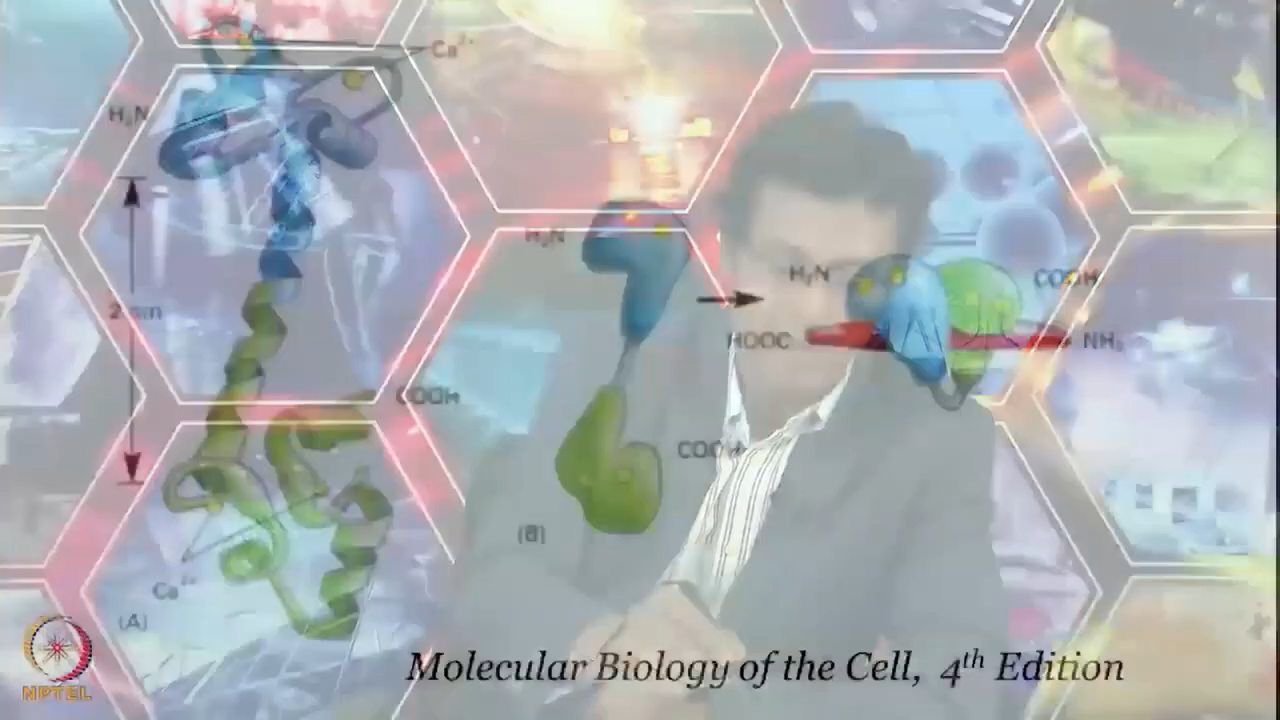 Ca²⁺
H₂N
2 nm
COOH
Ca²⁺
(A)
H₂N
COOH
(B)
H₂N
COOH
HOOC
NH₂
Molecular Biology of the Cell, 4th Edition
NPTEL